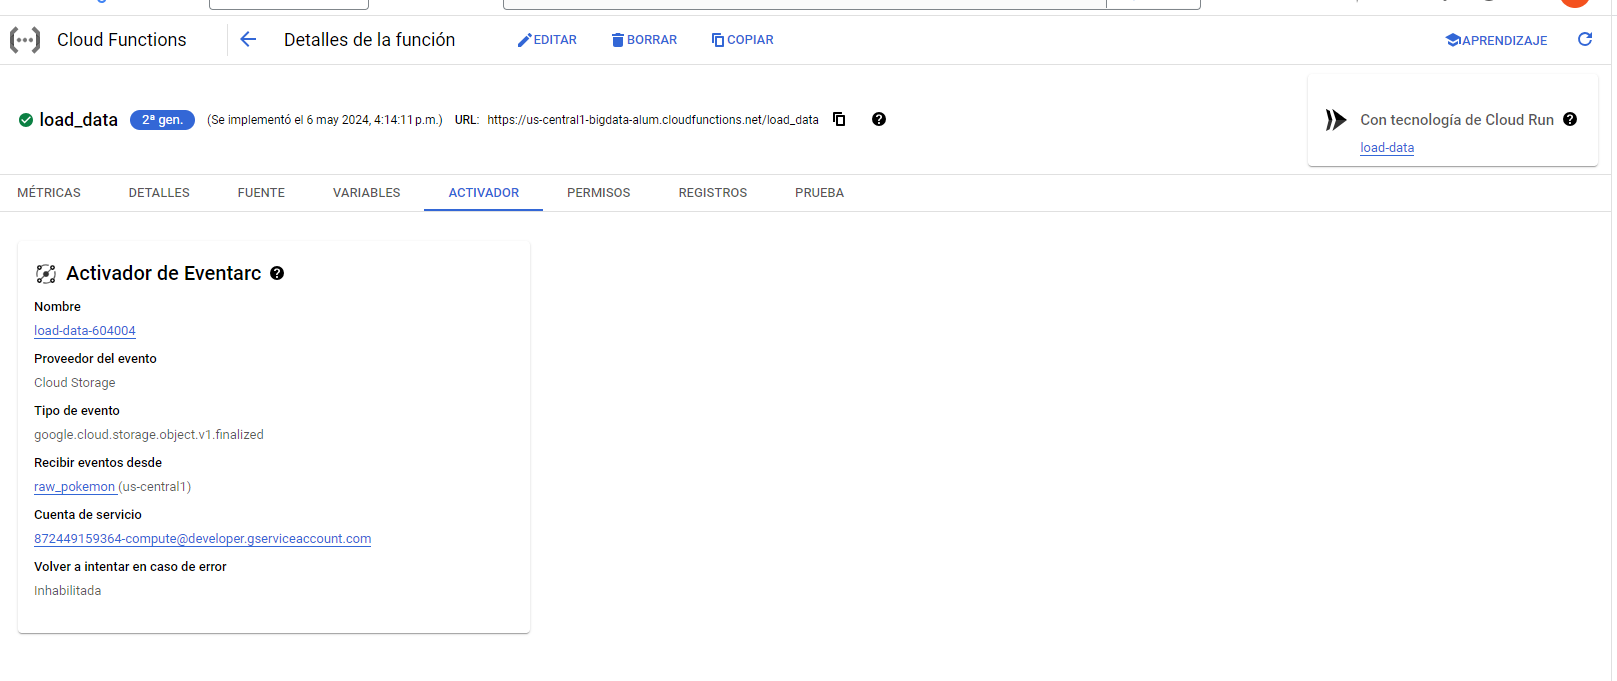 Cloud Functions
Detalles de la función
EDITAR
BORRAR
COPIAR
APRENDIZAJE
load_data
2ª gen.
(Se implementó el 6 may 2024, 4:14:11 p.m.)
URL: https://us-central1-bigdata-alum.cloudfunctions.net/load_data
Con tecnología de Cloud Run
load-data
MÉTRICAS
DETALLES
FUENTE
VARIABLES
ACTIVADOR
PERMISOS
REGISTROS
PRUEBA
Activador de Eventarc
Nombre
load-data-604004
Proveedor del evento
Cloud Storage
Tipo de evento
google.cloud.storage.object.v1.finalized
Recibir eventos desde
raw_pokemon (us-central1)
Cuenta de servicio
872449159364-compute@developer.gserviceaccount.com
Volver a intentar en caso de error
Inhabilitada